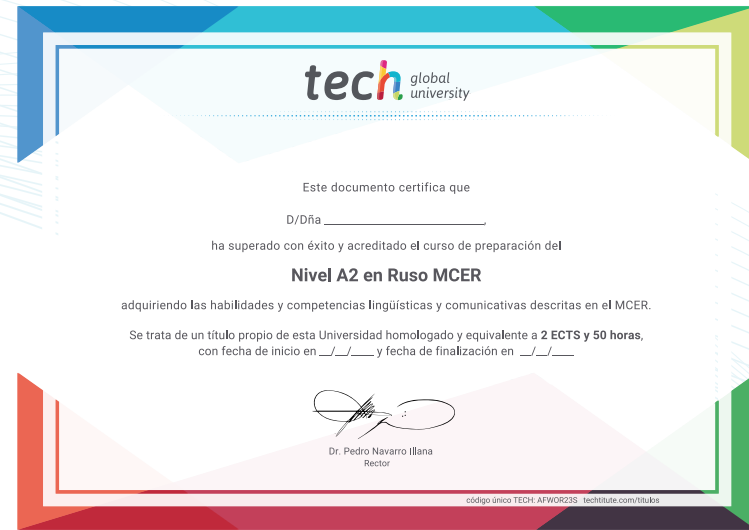 tech global university
Este documento certifica que
D/Dña ______________________,
ha superado con éxito y acreditado el curso de preparación del
Nivel A2 en Ruso MCER
adquiriendo las habilidades y competencias lingüísticas y comunicativas descritas en el MCER.
Se trata de un título propio de esta Universidad homologado y equivalente a 2 ECTS y 50 horas,
con fecha de inicio en __/__/____ y fecha de finalización en __/__/____
Dr. Pedro Navarro Illana
Rector
código único TECH: AFWOR23S techtitute.com/titulos